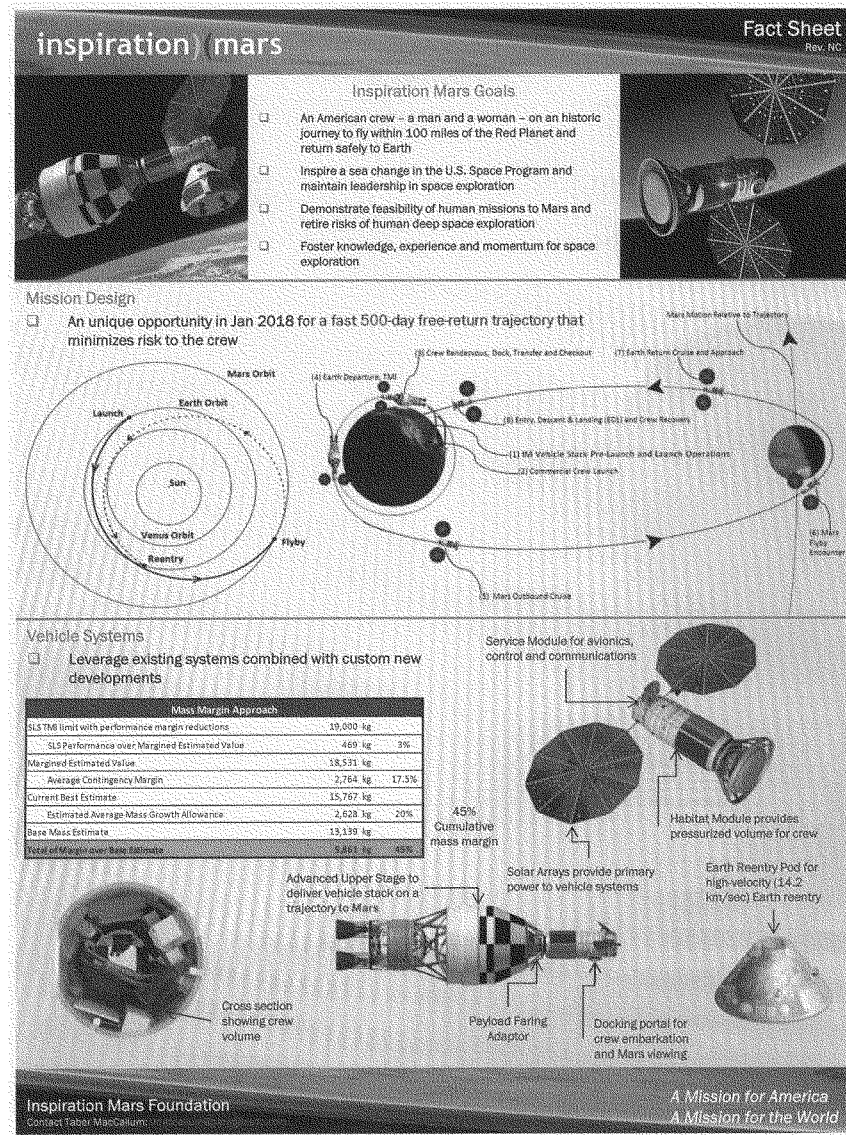 inspiration)(mars
Fact Sheet
Rev. NC
Inspiration Mars Goals
❑ An American crew – a man and a woman – on an historic
journey to fly within 100 miles of the Red Planet and
return safely to Earth
❑ Inspire a sea change in the U.S. Space Program and
maintain leadership in space exploration
❑ Demonstrate feasibility of human missions to Mars and
retire risks of human deep space exploration
❑ Foster knowledge, experience and momentum for space
exploration
Mission Design
❑ An unique opportunity in Jan 2018 for a fast 500-day free-return trajectory that
minimizes risk to the crew
Mars Orbit
Earth Orbit
Launch
Sun
Venus Orbit
Reentry
Flyby
Mars Motion Relative to Trajectory
(3) Crew Rendezvous, Dock, Transfer and Checkout
(7) Earth Return Cruise and Approach
(4) Earth Departure, TMI
(8) Entry, Descent & Landing (EDL) and Crew Recovery
(1) IM Vehicle Stack Pre-Launch and Launch Operations
(2) Commercial Crew Launch
(6) Mars
Flyby
Encounter
(5) Mars Outbound Cruise
Vehicle Systems
❑ Leverage existing systems combined with custom new
developments
Mass Margin Approach
SLS TMI limit with performance margin reductions 19,000 kg
SLS Performance over Margined Estimated Value 469 kg 3%
Margined Estimated Value 18,531 kg
Average Contingency Margin 2,764 kg 17.5%
Current Best Estimate 15,767 kg
Estimated Average Mass Growth Allowance 2,628 kg 20%
Base Mass Estimate 13,139 kg
Total of Margin over Base Estimate 5,861 kg 45%
45%
Cumulative
mass margin
Service Module for avionics,
control and communications
Habitat Module provides
pressurized volume for crew
Solar Arrays provide primary
power to vehicle systems
Earth Reentry Pod for
high-velocity (14.2
km/sec) Earth reentry
Advanced Upper Stage to
deliver vehicle stack on a
trajectory to Mars
Cross section
showing crew
volume
Payload Faring
Adaptor
Docking portal for
crew embarkation
and Mars viewing
Inspiration Mars Foundation
Contact Taber MacCallum:
A Mission for America
A Mission for the World